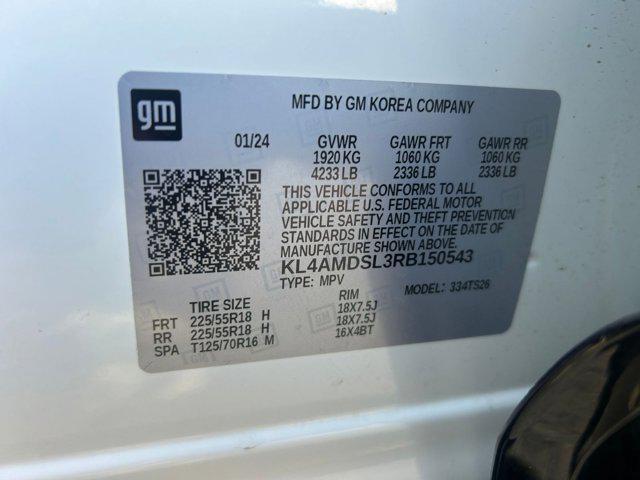 gm
MFD BY GM KOREA COMPANY
01/24 GVWR GAWR FRT GAWR RR
1920 KG 1060 KG 1060 KG
4233 LB 2336 LB 2336 LB
THIS VEHICLE CONFORMS TO ALL
APPLICABLE U.S. FEDERAL MOTOR
VEHICLE SAFETY AND THEFT PREVENTION
STANDARDS IN EFFECT ON THE DATE OF
MANUFACTURE SHOWN ABOVE.
KL4AMDSL3RB150543
TYPE: MPV MODEL: 334TS26
TIRE SIZE RIM
FRT 225/55R18 H 18X7.5J
RR 225/55R18 H 18X7.5J
SPA T125/70R16 M 16X4BT